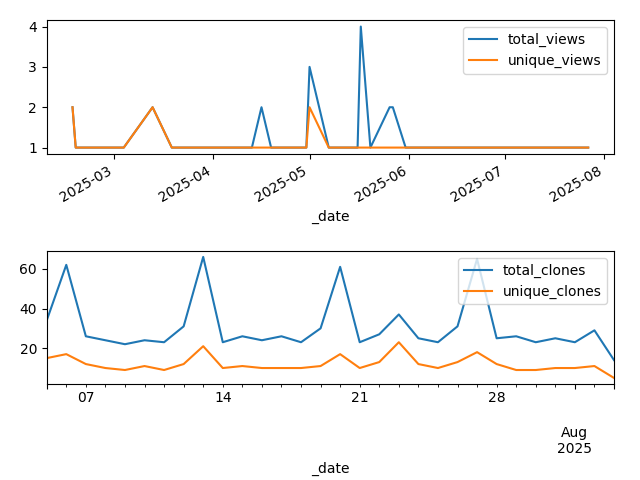 4
3
2
1
total_views
unique_views
2025-03
2025-04
2025-05
2025-06
2025-07
2025-08
_date
60
40
20
total_clones
unique_clones
07
14
21
28
Aug
2025
_date